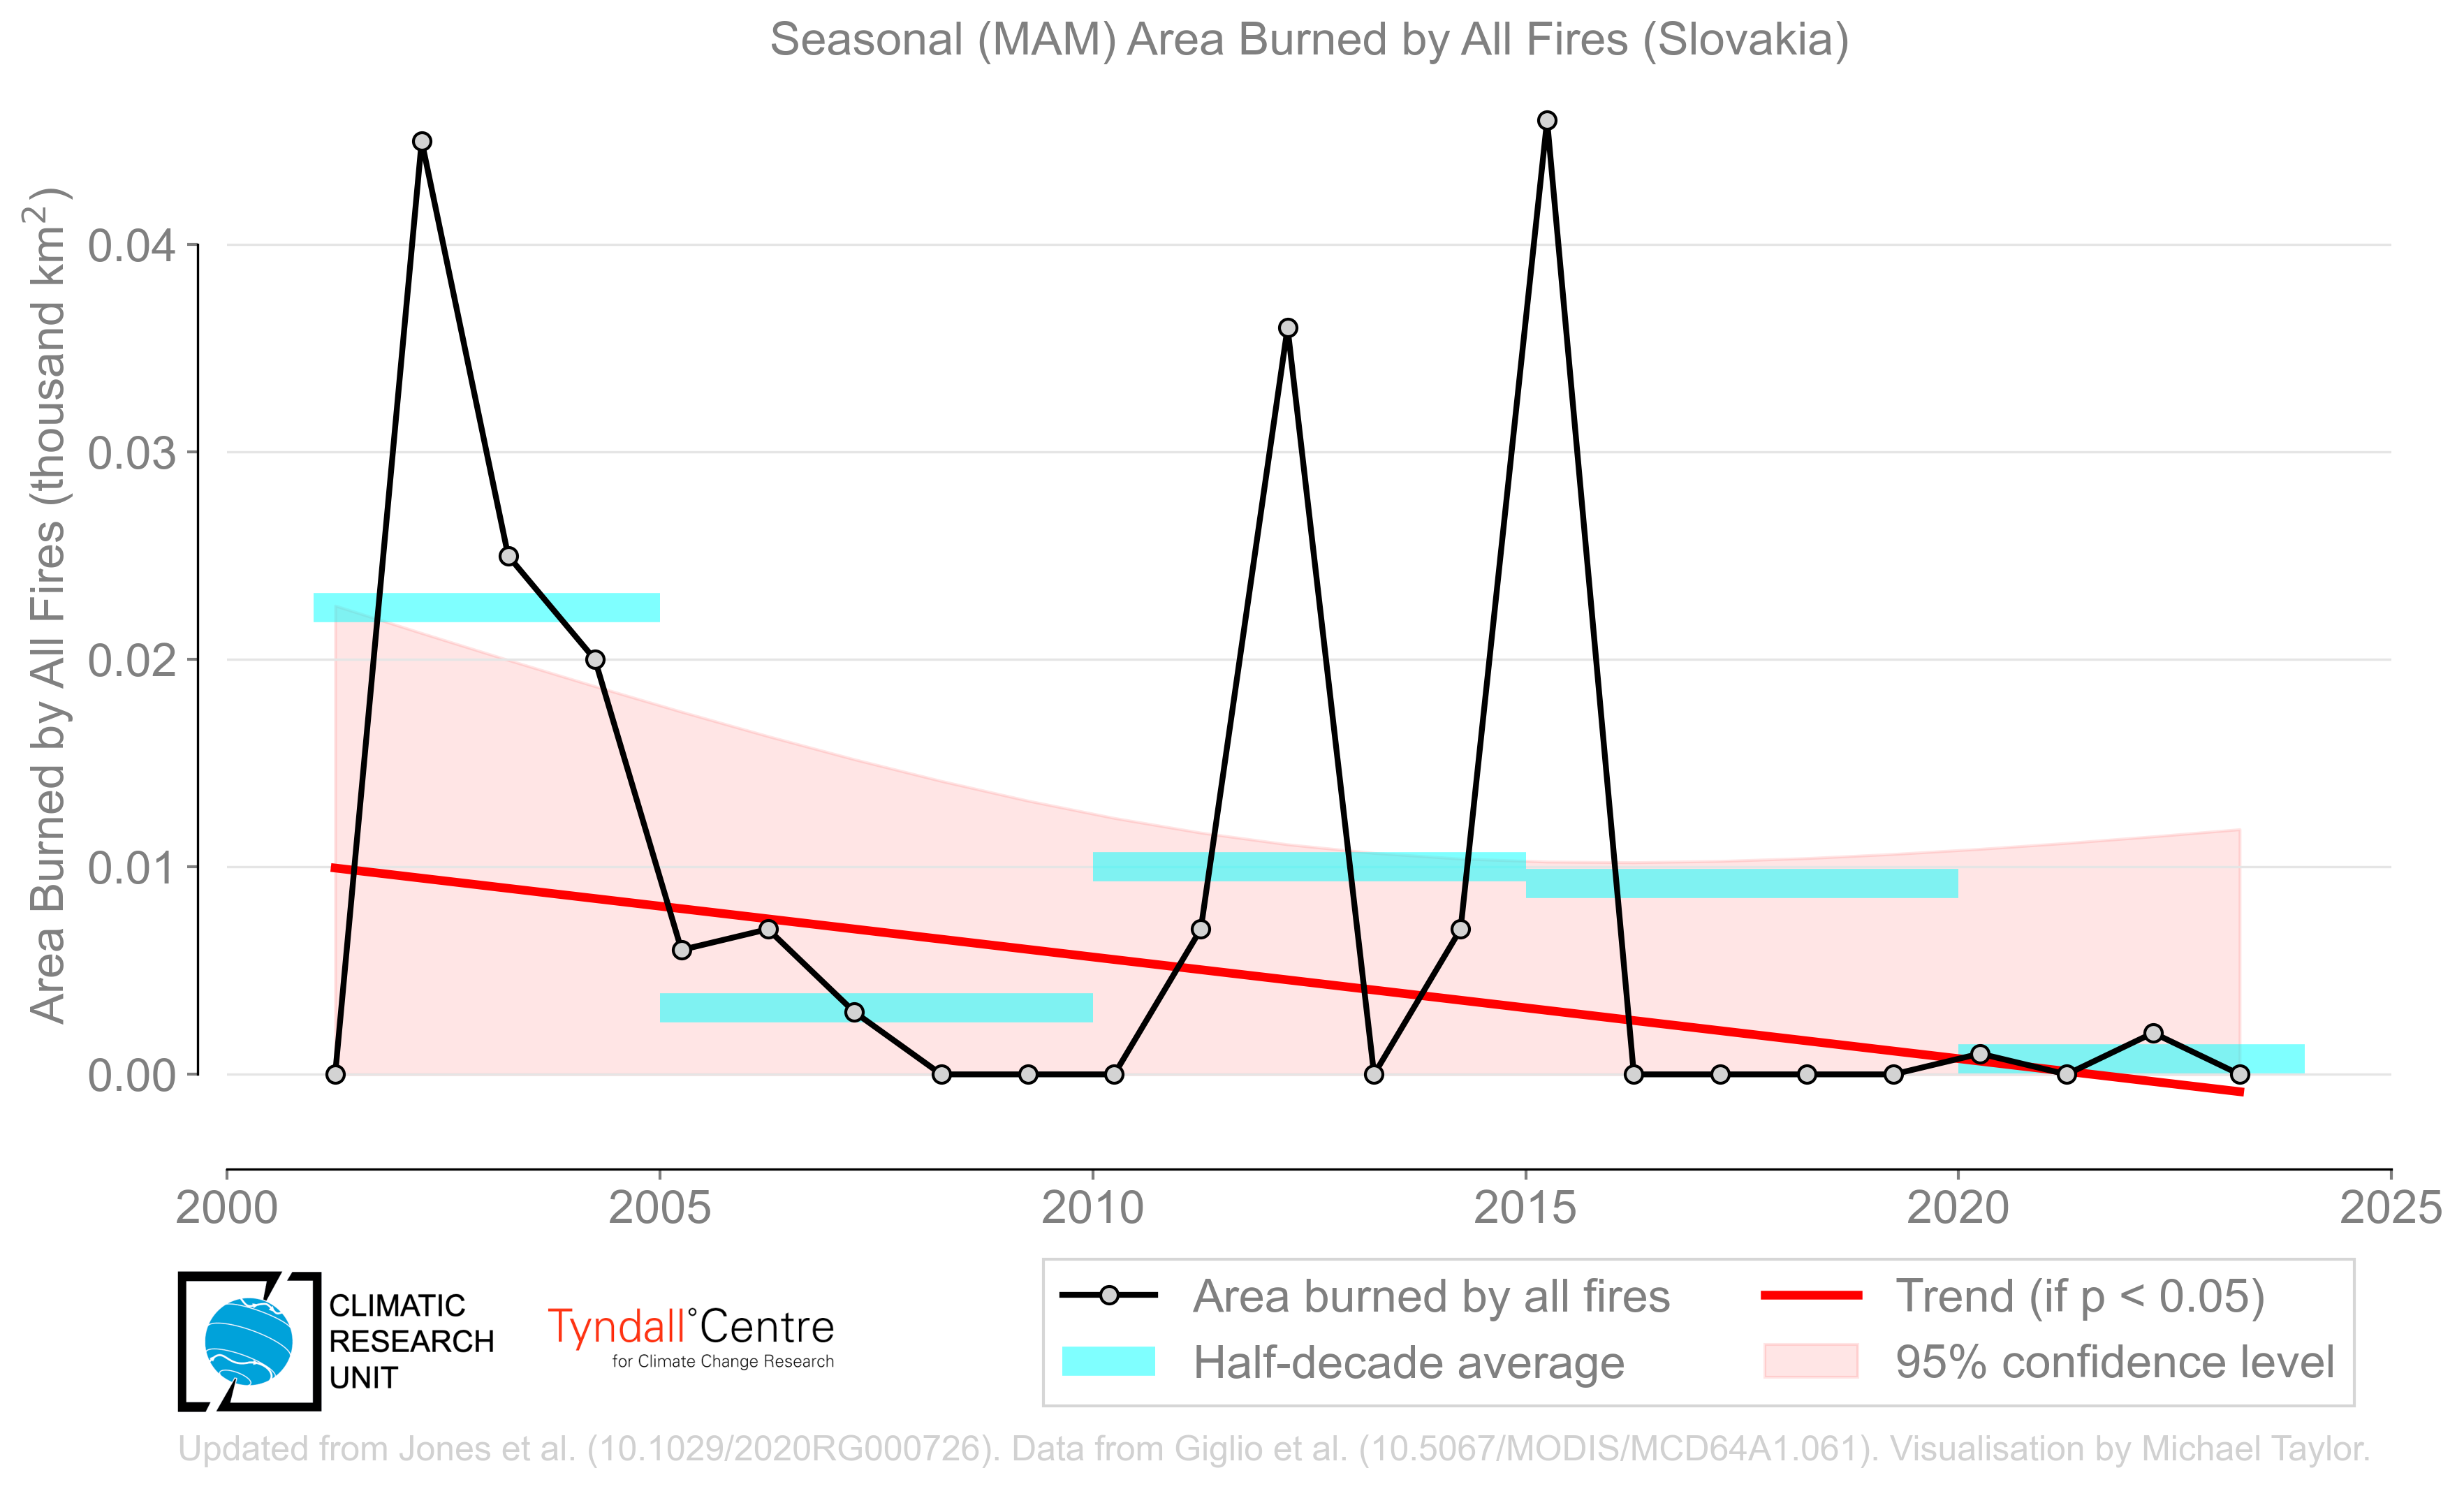 Seasonal (MAM) Area Burned by All Fires (Slovakia)
Area Burned by All Fires (thousand km²)
0.04
0.03
0.02
0.01
0.00
2000 2005 2010 2015 2020 2025
CLIMATIC
RESEARCH
UNIT
Tyndall°Centre
for Climate Change Research
Area burned by all fires
Half-decade average
Trend (if p < 0.05)
95% confidence level
Updated from Jones et al. (10.1029/2020RG000726). Data from Giglio et al. (10.5067/MODIS/MCD64A1.061). Visualisation by Michael Taylor.